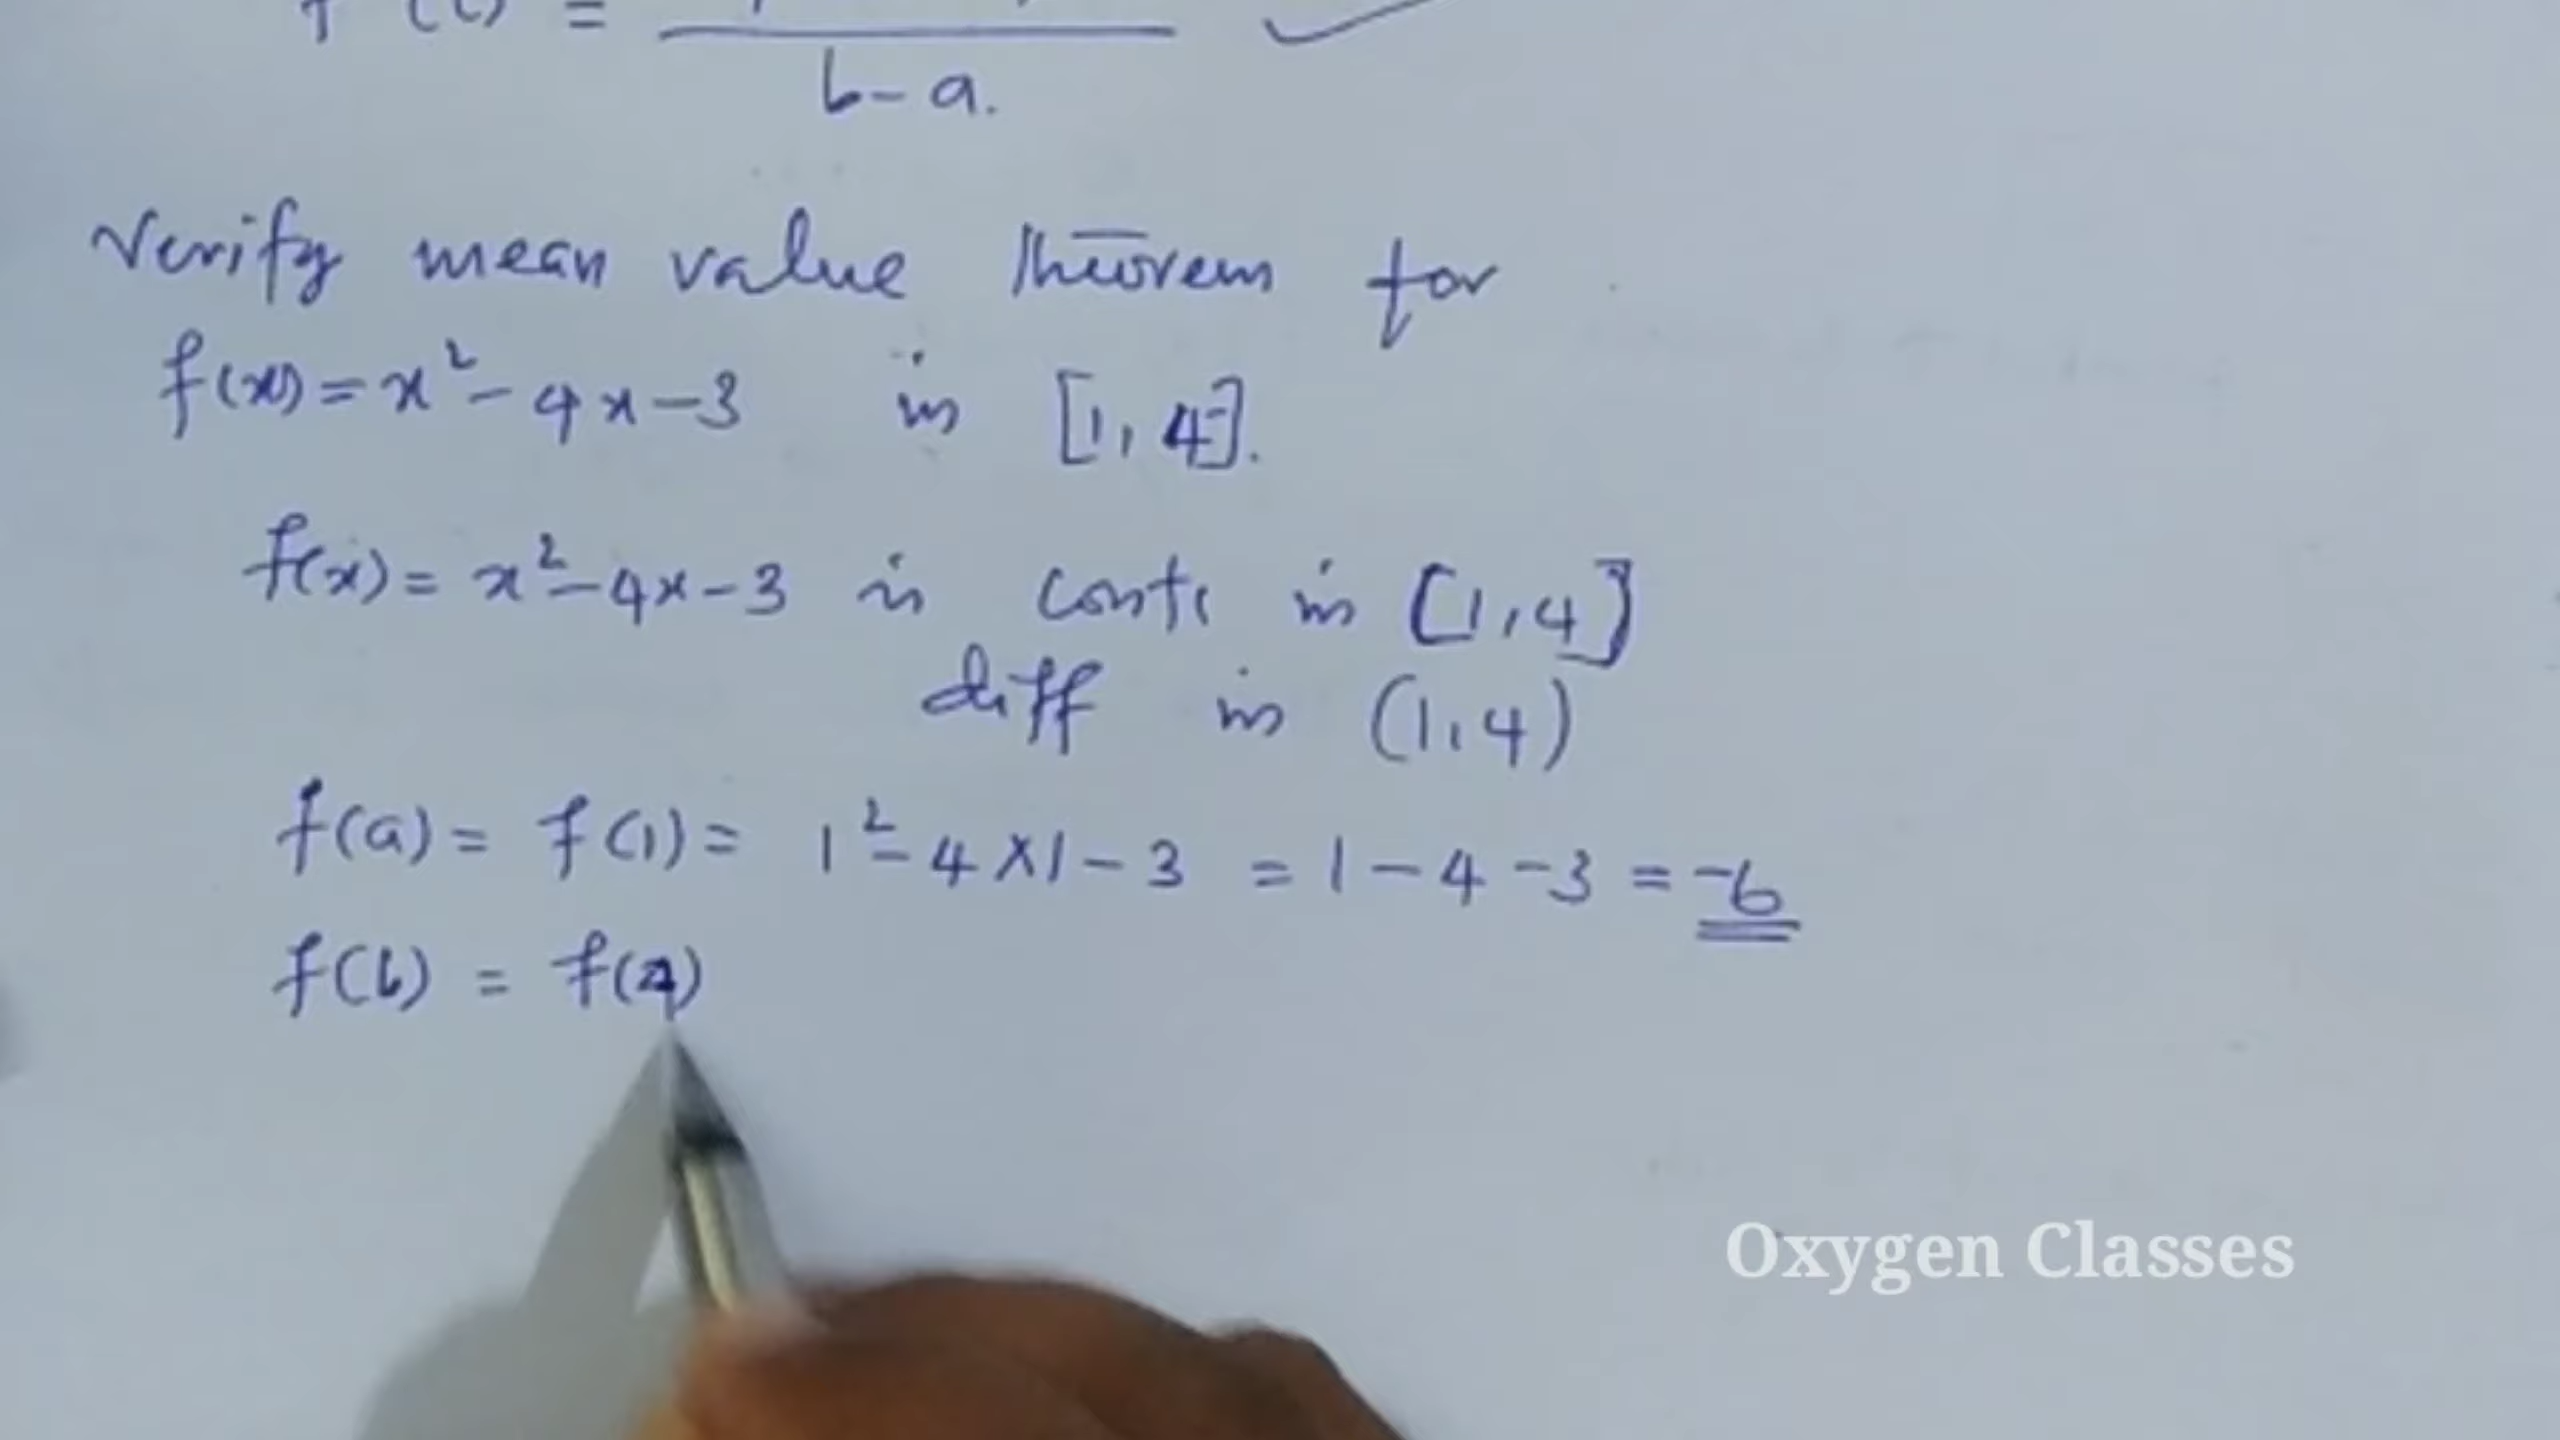 (c) =
b - a.
Verify mean value theorem for
f(x) = x² - 4x - 3 in [1, 4].
f(x) = x² - 4x - 3 is conts in [1, 4]
diff in (1, 4)
f(a) = f(1) = 1² - 4 × 1 - 3 = 1 - 4 - 3 = -6
f(b) = f(4)
Oxygen Classes